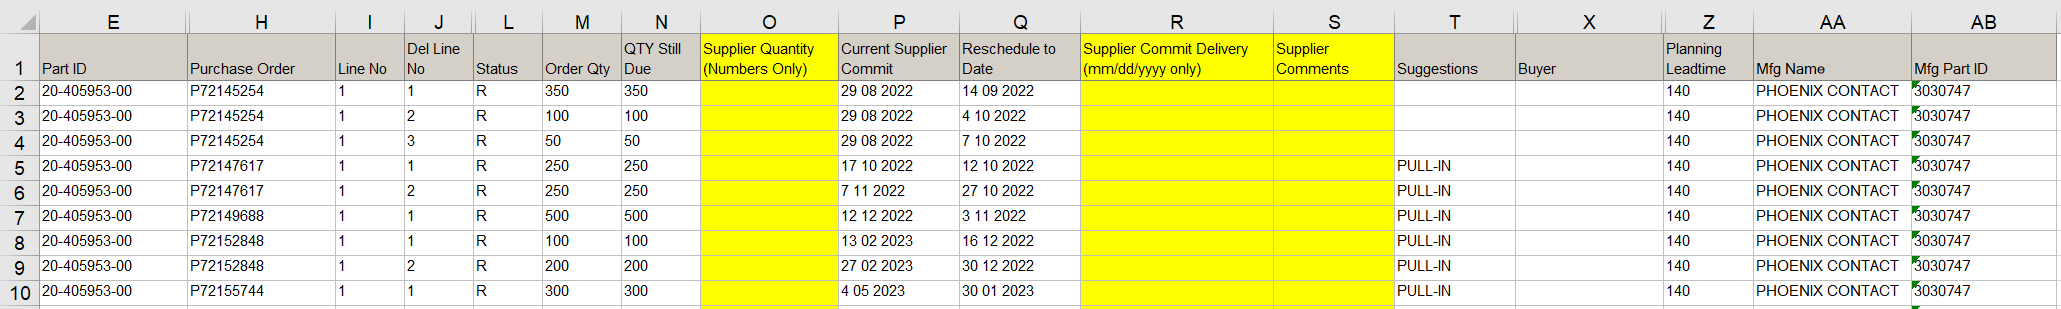 E H I J L M N O P Q R S T X Z AA AB
1 Part ID Purchase Order Line No Del Line No Status Order Qty QTY Still Due Supplier Quantity (Numbers Only) Current Supplier Commit Reschedule to Date Supplier Commit Delivery (mm/dd/yyyy only) Supplier Comments Suggestions Buyer Planning Leadtime Mfg Name Mfg Part ID
2 20-405953-00 P72145254 1 1 R 350 350 29 08 2022 14 09 2022 140 PHOENIX CONTACT 3030747
3 20-405953-00 P72145254 1 2 R 100 100 29 08 2022 4 10 2022 140 PHOENIX CONTACT 3030747
4 20-405953-00 P72145254 1 3 R 50 50 29 08 2022 7 10 2022 140 PHOENIX CONTACT 3030747
5 20-405953-00 P72147617 1 1 R 250 250 17 10 2022 12 10 2022 PULL-IN 140 PHOENIX CONTACT 3030747
6 20-405953-00 P72147617 1 2 R 250 250 7 11 2022 27 10 2022 PULL-IN 140 PHOENIX CONTACT 3030747
7 20-405953-00 P72149688 1 1 R 500 500 12 12 2022 3 11 2022 PULL-IN 140 PHOENIX CONTACT 3030747
8 20-405953-00 P72152848 1 1 R 100 100 13 02 2023 16 12 2022 PULL-IN 140 PHOENIX CONTACT 3030747
9 20-405953-00 P72152848 1 2 R 200 200 27 02 2023 30 12 2022 PULL-IN 140 PHOENIX CONTACT 3030747
10 20-405953-00 P72155744 1 1 R 300 300 4 05 2023 30 01 2023 PULL-IN 140 PHOENIX CONTACT 3030747